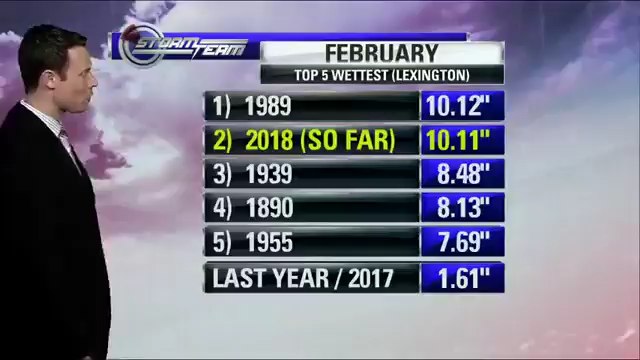 STORM TEAM
FEBRUARY
TOP 5 WETTEST (LEXINGTON)
1) 1989 10.12"
2) 2018 (SO FAR) 10.11"
3) 1939 8.48"
4) 1890 8.13"
5) 1955 7.69"
LAST YEAR / 2017 1.61"